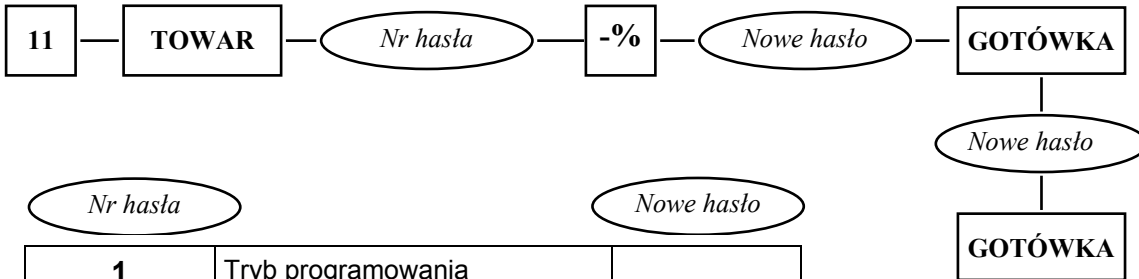 11 TOWAR Nr hasła -% Nowe hasło GOTÓWKA
Nowe hasło
Nr hasła Nowe hasło
GOTÓWKA
1 Tryb programowania